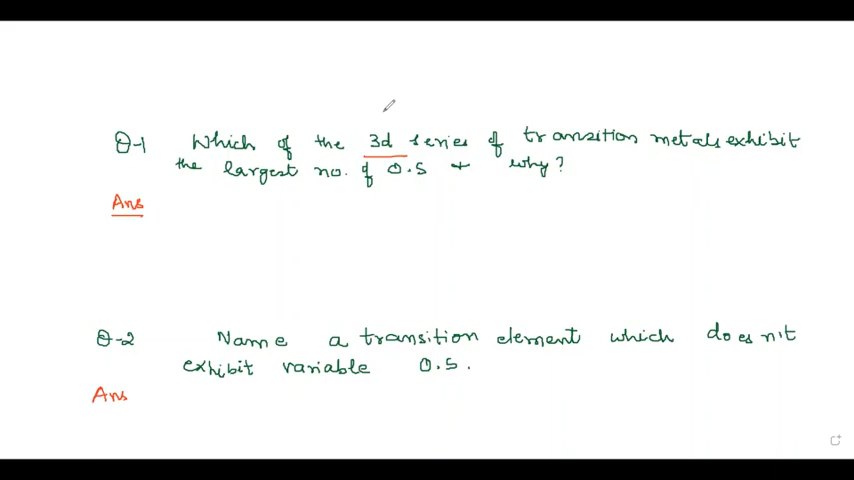 Q-1 Which of the 3d series of transition metals exhibit
the largest no. of O.S + why?
Ans
Q-2 Name a transition element which does n't
exhibit variable O.S.
Ans